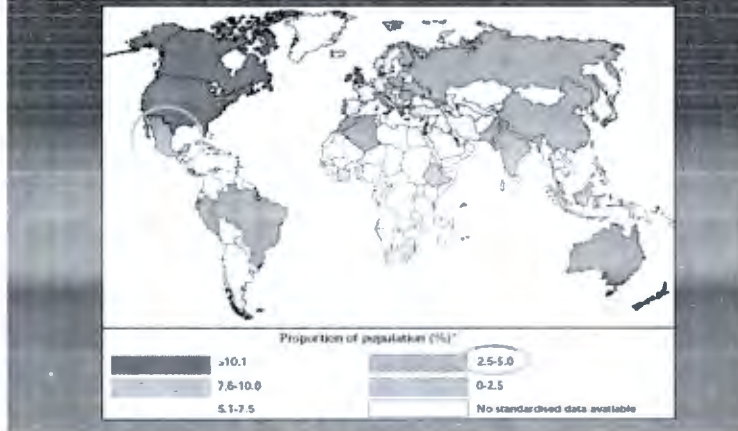 Proportion of population (%)*
≥10.1
7.6-10.0
5.1-7.5
2.5-5.0
0-2.5
No standardised data available